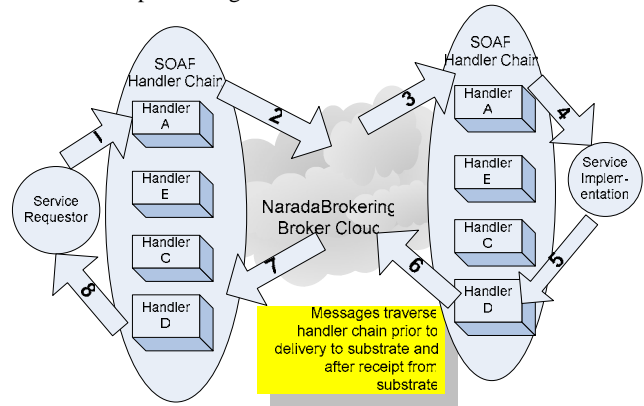 SOAF
Handler Chain
Handler
A
Handler
E
Handler
C
Handler
D
Service
Requestor
1
2
3
4
5
6
7
8
NaradaBrokering
Broker Cloud
SOAF
Handler Chain
Handler
A
Handler
E
Handler
C
Handler
D
Service
Implem-
entation
Messages traverse
handler chain prior to
delivery to substrate and
after receipt from
substrate